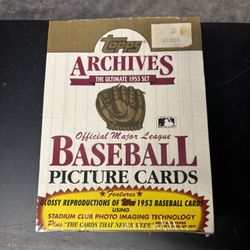 Topps
ARCHIVES
THE ULTIMATE 1953 SET
Official Major League
BASEBALL
PICTURE CARDS
Features
GLOSSY REPRODUCTIONS OF Topps 1953 BASEBALL CARDS
USING
STADIUM CLUB PHOTO IMAGING TECHNOLOGY
Plus "THE CARDS THAT NEVER WERE"